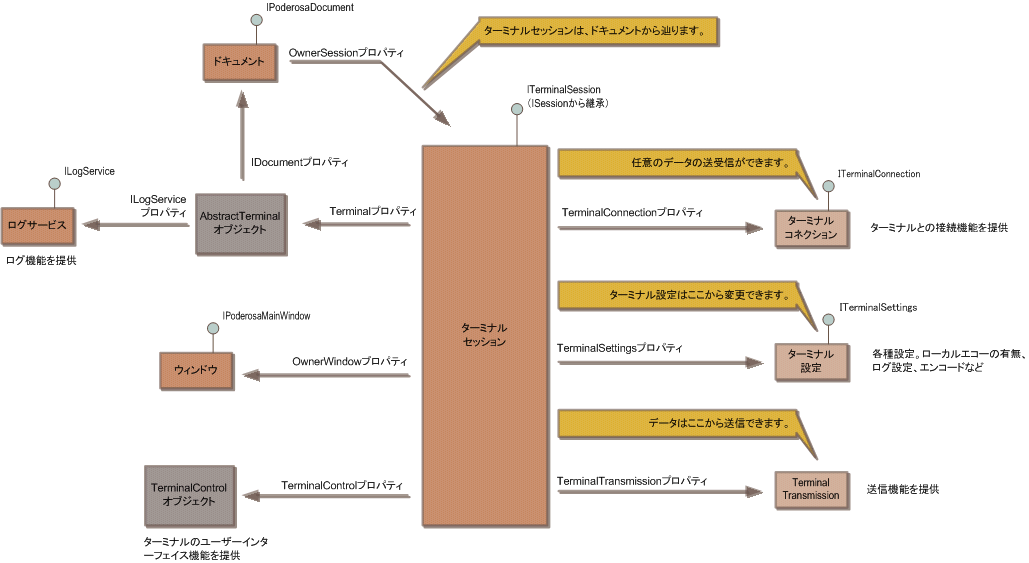 IPoderosaDocument
ドキュメント
OwnerSessionプロパティ
ターミナルセッションは、ドキュメントから辿ります。
ITerminalSession
（ISessionから継承）
IDocumentプロパティ
ILogService
ログサービス
ログ機能を提供
ILogService
プロパティ
AbstractTerminal
オブジェクト
Terminalプロパティ
任意のデータの送受信ができます。
ITerminalConnection
TerminalConnectionプロパティ
ターミナル
コネクション
ターミナルとの接続機能を提供
ターミナル
セッション
ターミナル設定はここから変更できます。
ITerminalSettings
TerminalSettingsプロパティ
ターミナル
設定
各種設定。ローカルエコーの有無、
ログ設定、エンコードなど
IPoderosaMainWindow
ウィンドウ
OwnerWindowプロパティ
データはここから送信できます。
TerminalTransmissionプロパティ
Terminal
Transmission
送信機能を提供
TerminalControl
オブジェクト
TerminalControlプロパティ
ターミナルのユーザーインタ
ーフェイス機能を提供